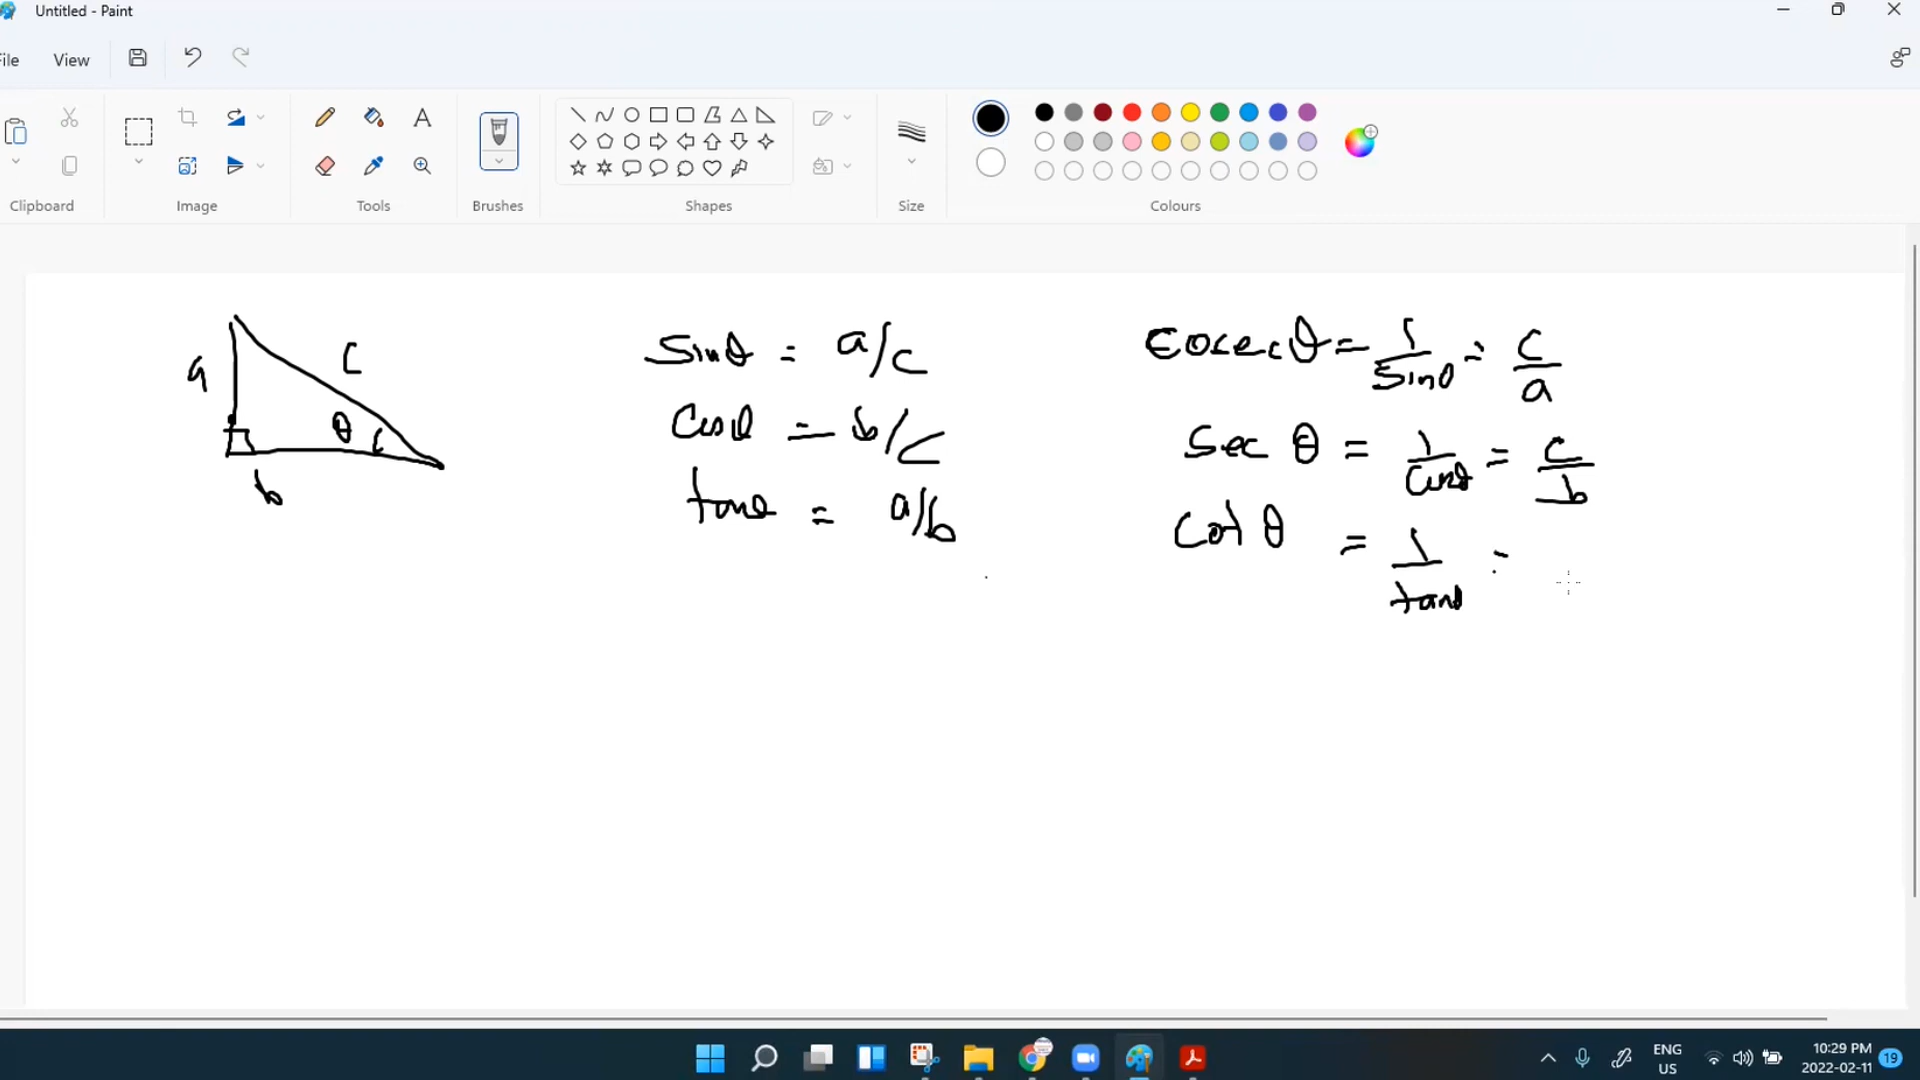 Untitled - Paint
File View
Clipboard Image Tools Brushes Shapes Size Colours
a c θ b
Sinθ = a/c
Cosθ = b/c
tanθ = a/b
Cosecθ = 1/Sinθ = c/a
Sec θ = 1/Cosθ = c/b
Cot θ = 1/tanθ =
ENG
US
10:29 PM
2022-02-11
19